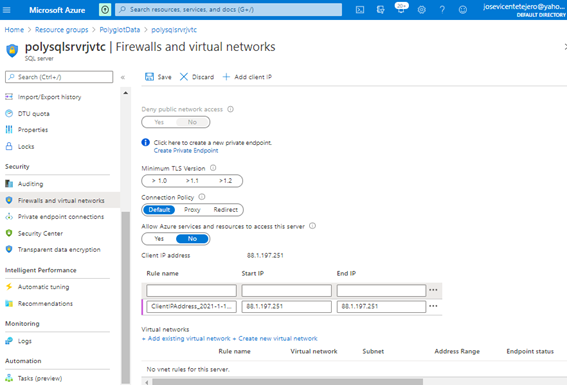 Microsoft Azure
Search resources, services, and docs (G+/)
20+
josevicentetejero@yaho...
DEFAULT DIRECTORY
Home > Resource groups > PolyglotData > polysqlsrvrjvtc
polysqlsrvrjvtc | Firewalls and virtual networks
SQL server
Search (Ctrl+/)
Save Discard + Add client IP
Import/Export history
DTU quota
Properties
Locks
Security
Auditing
Firewalls and virtual networks
Private endpoint connections
Security Center
Transparent data encryption
Intelligent Performance
Automatic tuning
Recommendations
Monitoring
Logs
Automation
Tasks (preview)
Deny public network access
Yes No
Click here to create a new private endpoint.
Create Private Endpoint
Minimum TLS Version
> 1.0 >1.1 >1.2
Connection Policy
Default Proxy Redirect
Allow Azure services and resources to access this server
Yes No
Client IP address 88.1.197.251
Rule name Start IP End IP
...
ClientIPAddress_2021-1-1... 88.1.197.251 88.1.197.251 ...
Virtual networks
+ Add existing virtual network + Create new virtual network
Rule name Virtual network Subnet Address Range Endpoint status
No vnet rules for this server.